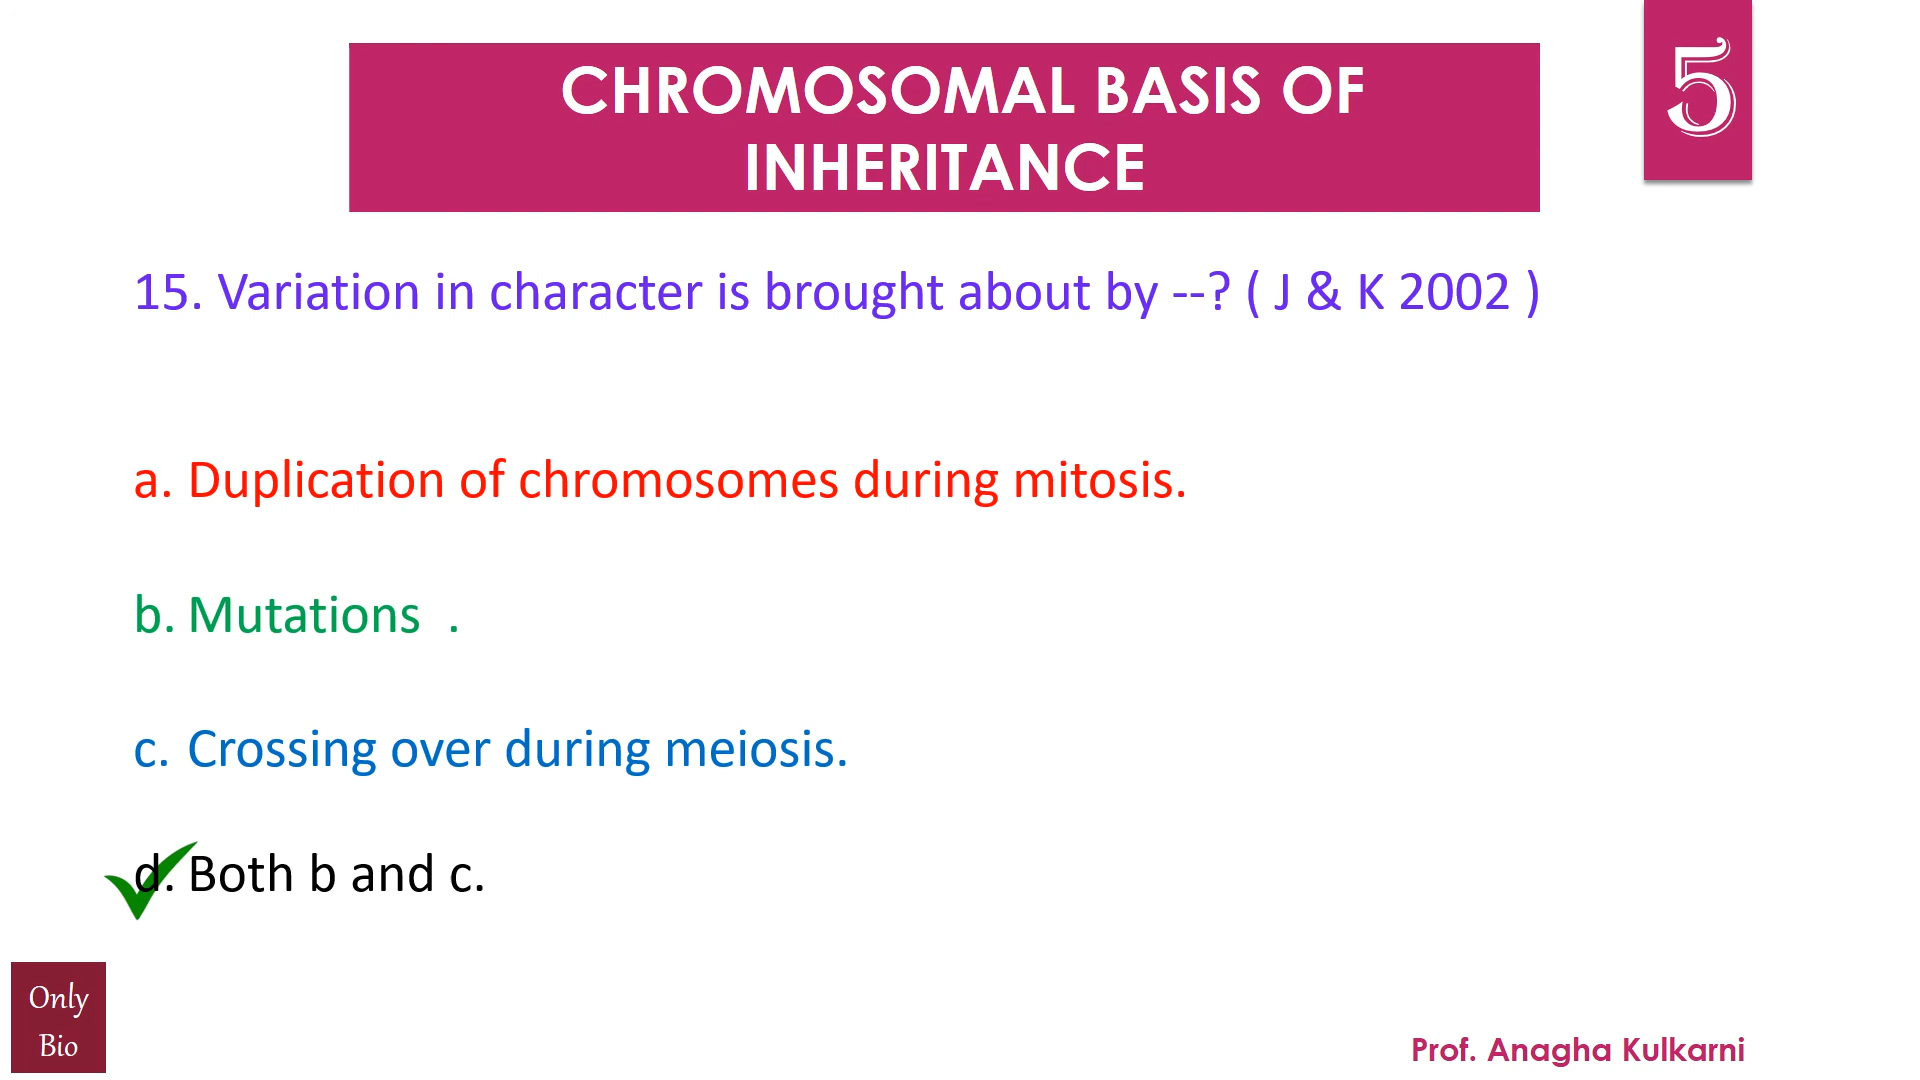 CHROMOSOMAL BASIS OF
INHERITANCE
5
15. Variation in character is brought about by --? ( J & K 2002 )
a. Duplication of chromosomes during mitosis.
b. Mutations  .
c. Crossing over during meiosis.
d. Both b and c.
Only
Bio
Prof. Anagha Kulkarni